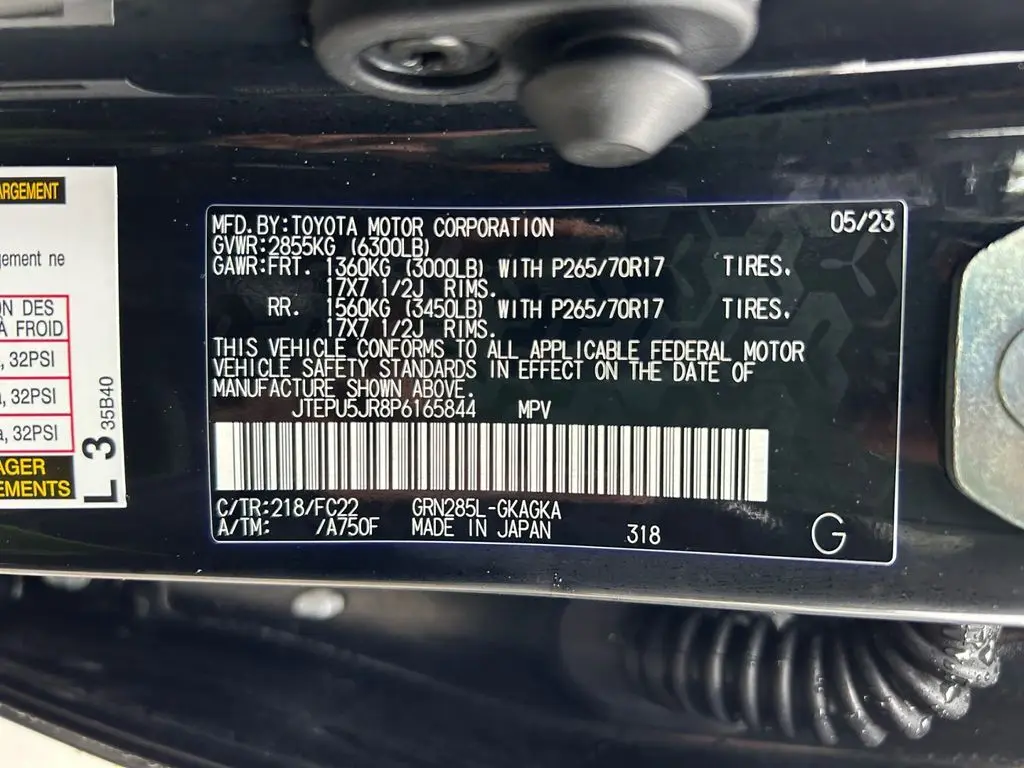 ARGEMENT
gement ne
ON DES
À FROID
a, 32PSI
a, 32PSI
a, 32PSI
AGER
EMENTS
L 3 35B40
MFD.BY:TOYOTA MOTOR CORPORATION 05/23
GVWR:2855KG (6300LB)
GAWR:FRT. 1360KG (3000LB) WITH P265/70R17 TIRES.
17X7 1/2J RIMS.
RR. 1560KG (3450LB) WITH P265/70R17 TIRES.
17X7 1/2J RIMS.
THIS VEHICLE CONFORMS TO ALL APPLICABLE FEDERAL MOTOR
VEHICLE SAFETY STANDARDS IN EFFECT ON THE DATE OF
MANUFACTURE SHOWN ABOVE.
JTEPU5JR8P6165844 MPV
C/TR:218/FC22 GRN285L-GKAGKA
A/TM: /A750F MADE IN JAPAN 318 G